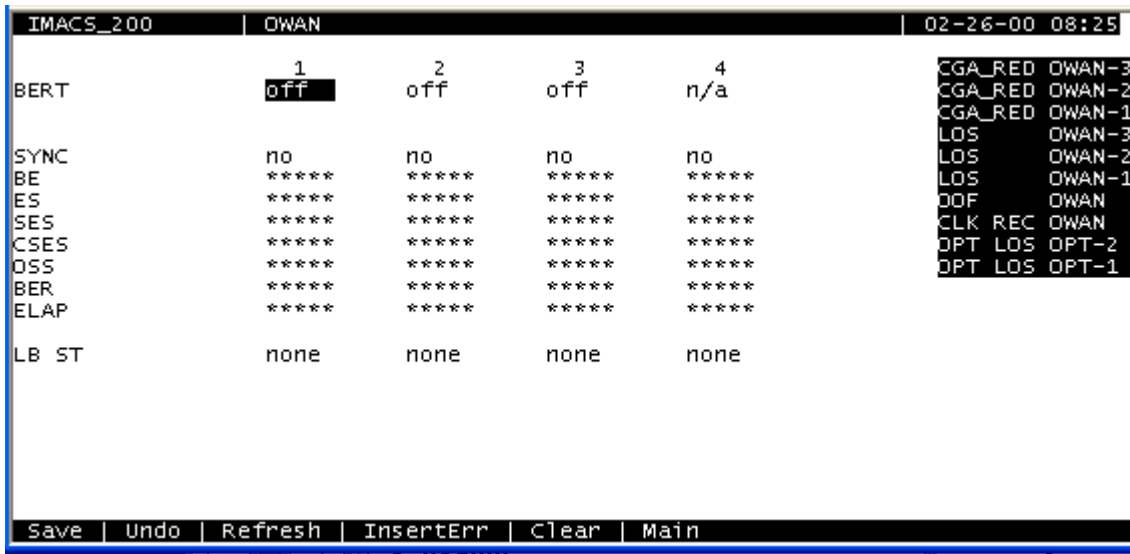 IMACS_200 | OWAN | 02-26-00 08:25
1 2 3 4 CGA_RED OWAN-3
BERT off off off n/a CGA_RED OWAN-2
CGA_RED OWAN-1
LOS OWAN-3
SYNC no no no no LOS OWAN-2
BE ***** ***** ***** ***** LOS OWAN-1
ES ***** ***** ***** ***** OOF OWAN
SES ***** ***** ***** ***** CLK REC OWAN
CSES ***** ***** ***** ***** OPT LOS OPT-2
OSS ***** ***** ***** ***** OPT LOS OPT-1
BER ***** ***** ***** *****
ELAP ***** ***** ***** *****
LB ST none none none none
Save | Undo | Refresh | InsertErr | Clear | Main